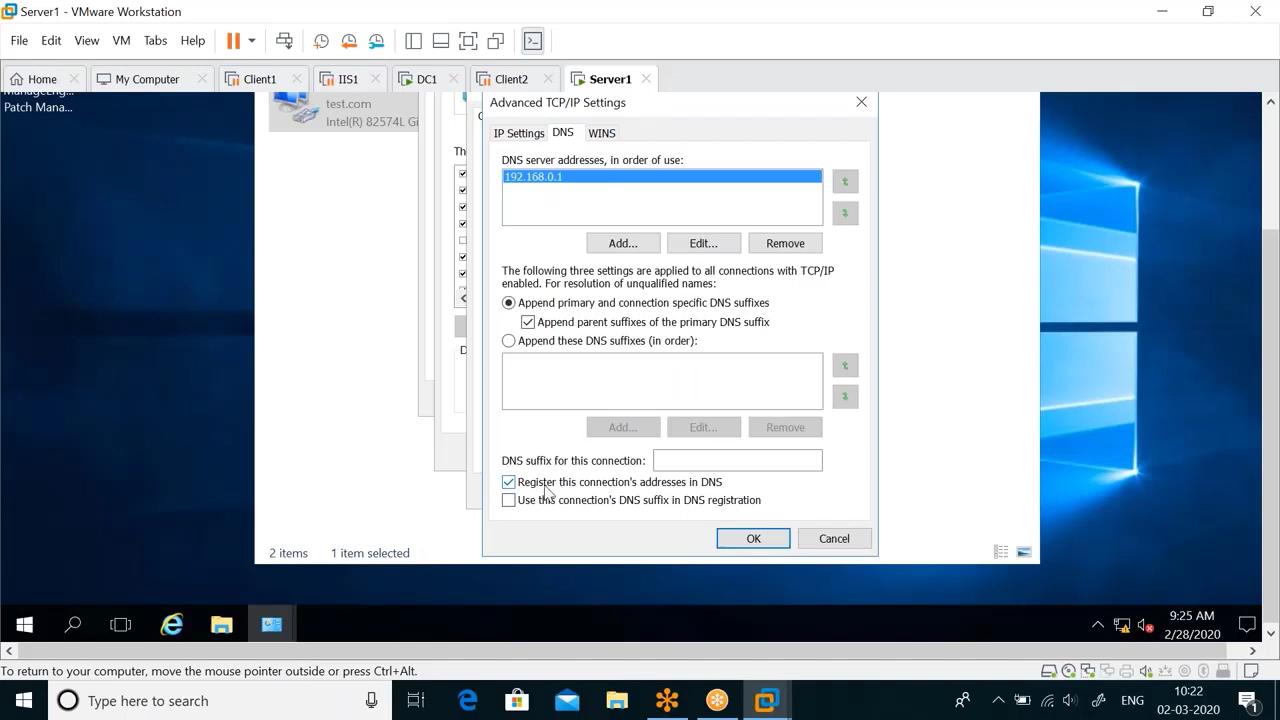 Server1 - VMware Workstation
File Edit View VM Tabs Help
Home My Computer Client1 IIS1 DC1 Client2 Server1
ManageEng...
Patch Mana...
test.com
Intel(R) 82574L Gi
Th
Advanced TCP/IP Settings
IP Settings DNS WINS
DNS server addresses, in order of use:
192.168.0.1
Add... Edit... Remove
The following three settings are applied to all connections with TCP/IP
enabled. For resolution of unqualified names:
Append primary and connection specific DNS suffixes
Append parent suffixes of the primary DNS suffix
Append these DNS suffixes (in order):
Add... Edit... Remove
DNS suffix for this connection:
Register this connection's addresses in DNS
Use this connection's DNS suffix in DNS registration
OK Cancel
2 items 1 item selected
9:25 AM
2/28/2020
To return to your computer, move the mouse pointer outside or press Ctrl+Alt.
Type here to search
ENG
10:22
02-03-2020
1